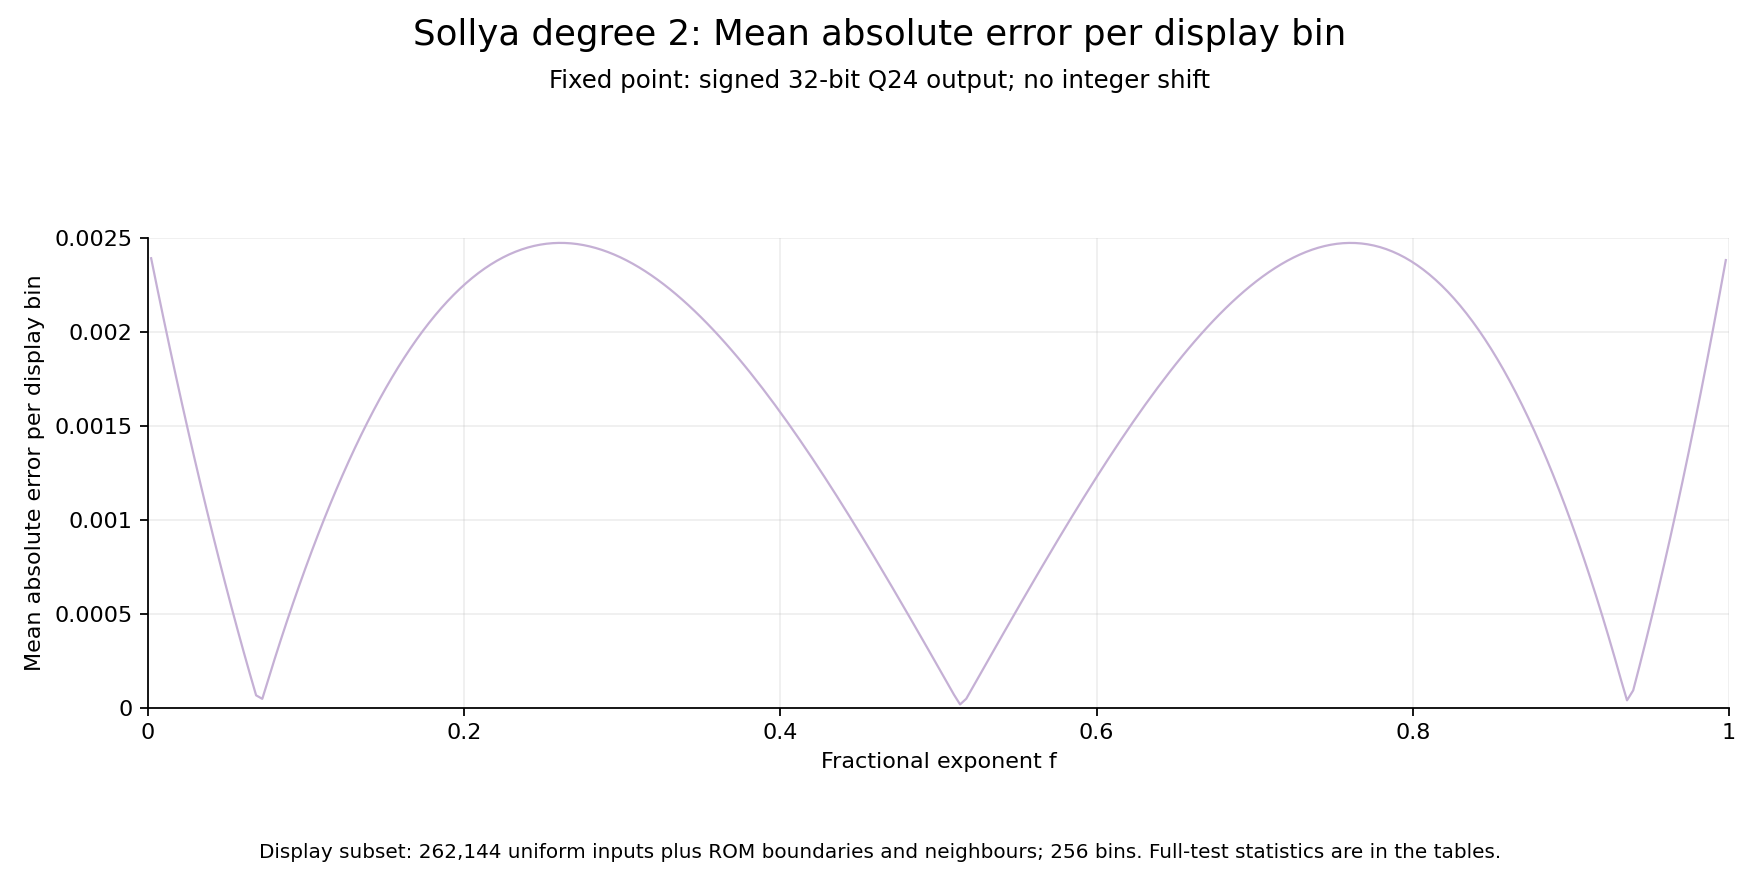 Sollya degree 2: Mean absolute error per display bin
Fixed point: signed 32-bit Q24 output; no integer shift
Mean absolute error per display bin
0.0025
0.002
0.0015
0.001
0.0005
0
0
0.2
0.4
0.6
0.8
1
Fractional exponent f
Display subset: 262,144 uniform inputs plus ROM boundaries and neighbours; 256 bins. Full-test statistics are in the tables.